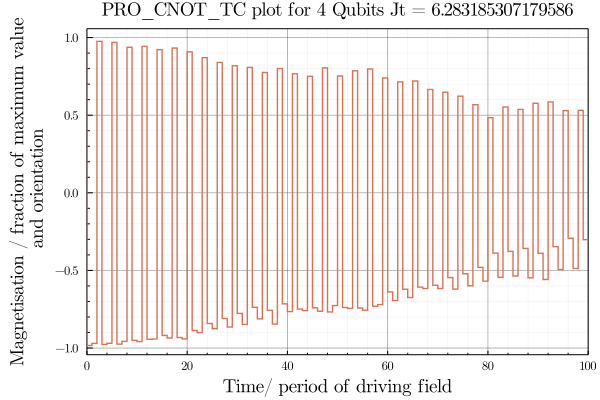 PRO_CNOT_TC plot for 4 Qubits Jt = 6.283185307179586
Magnetisation / fraction of maximum value
and orientation
1.0
0.5
0.0
−0.5
−1.0
0 20 40 60 80 100
Time/ period of driving field